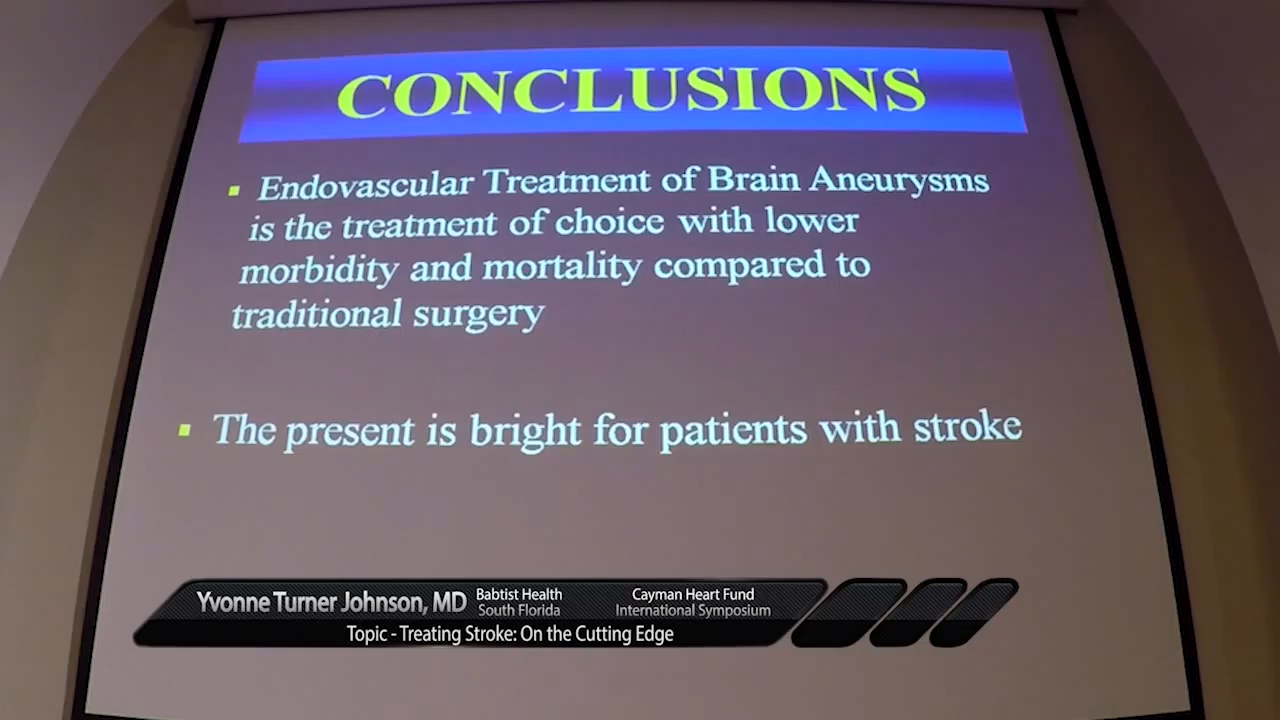 CONCLUSIONS
▪ Endovascular Treatment of Brain Aneurysms
is the treatment of choice with lower
morbidity and mortality compared to
traditional surgery
▪ The present is bright for patients with stroke
Yvonne Turner Johnson, MD
Babtist Health
South Florida
Cayman Heart Fund
International Symposium
Topic - Treating Stroke: On the Cutting Edge